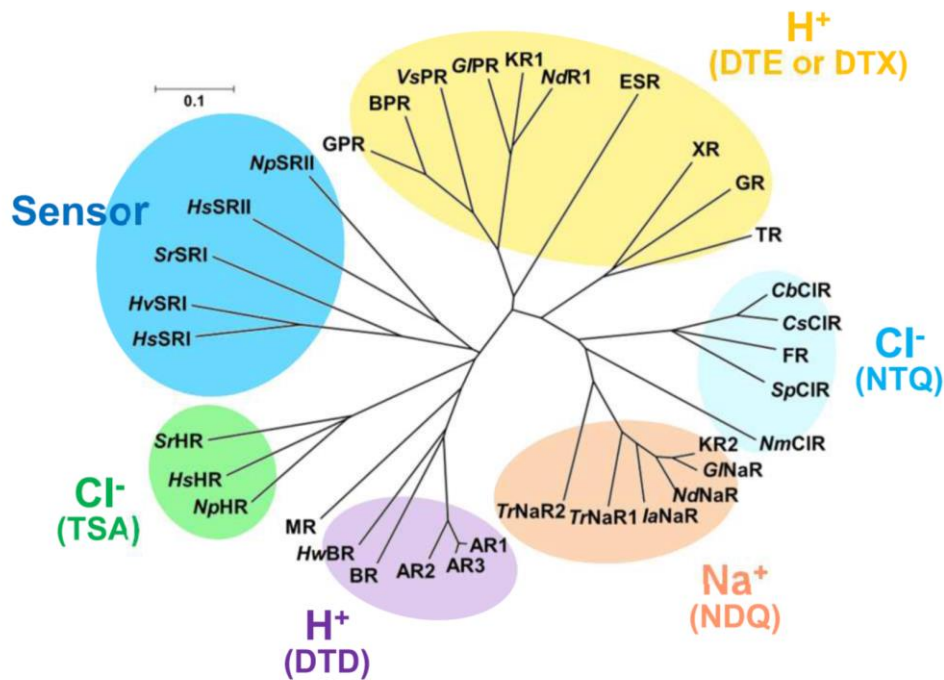 H⁺
(DTE or DTX)
0.1
GPR
BPR
VsPR
GlPR
KR1
NdR1
ESR
XR
GR
TR
Sensor
NpSRII
HsSRII
SrSRI
HvSRI
HsSRI
CbClR
CsClR
FR
SpClR
NmClR
Cl⁻
(NTQ)
SrHR
HsHR
NpHR
Cl⁻
(TSA)
MR
HwBR
BR
AR2
AR3
AR1
H⁺
(DTD)
TrNaR2
TrNaR1
IaNaR
NdNaR
GlNaR
KR2
Na⁺
(NDQ)